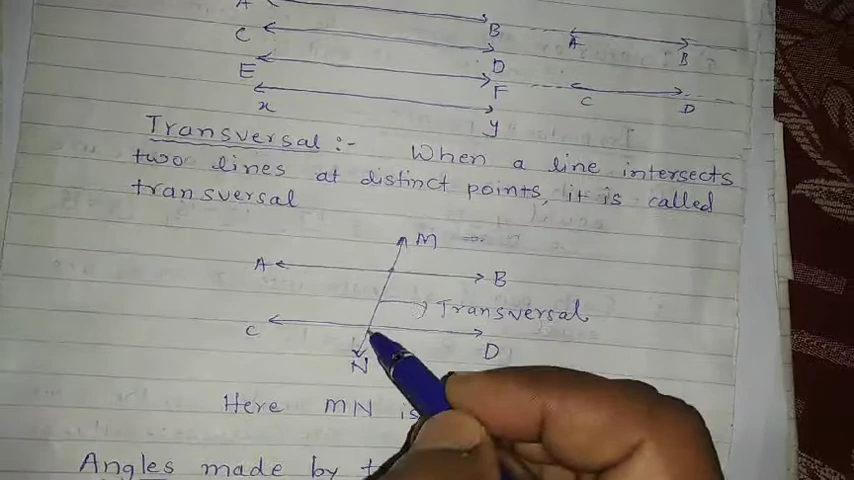 A B
C D A B
E F C D
x y
Transversal :- When a line intersects
two lines at distinct points, it is called
transversal
M
A B
Transversal
C D
N
Here MN is
Angles made by